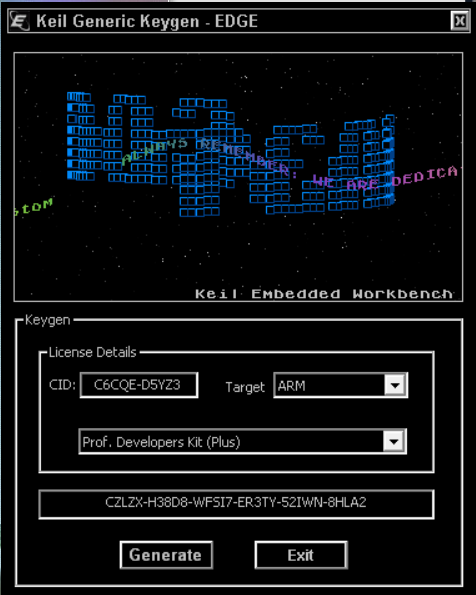 Keil Generic Keygen - EDGE
ALWAYS REMEMBER: WE ARE DEDICA
Keil Embedded Workbench
Keygen
License Details
CID: C6CQE-D5YZ3 Target ARM
Prof. Developers Kit (Plus)
CZLZX-H38D8-WFSI7-ER3TY-52IWN-8HLA2
Generate Exit